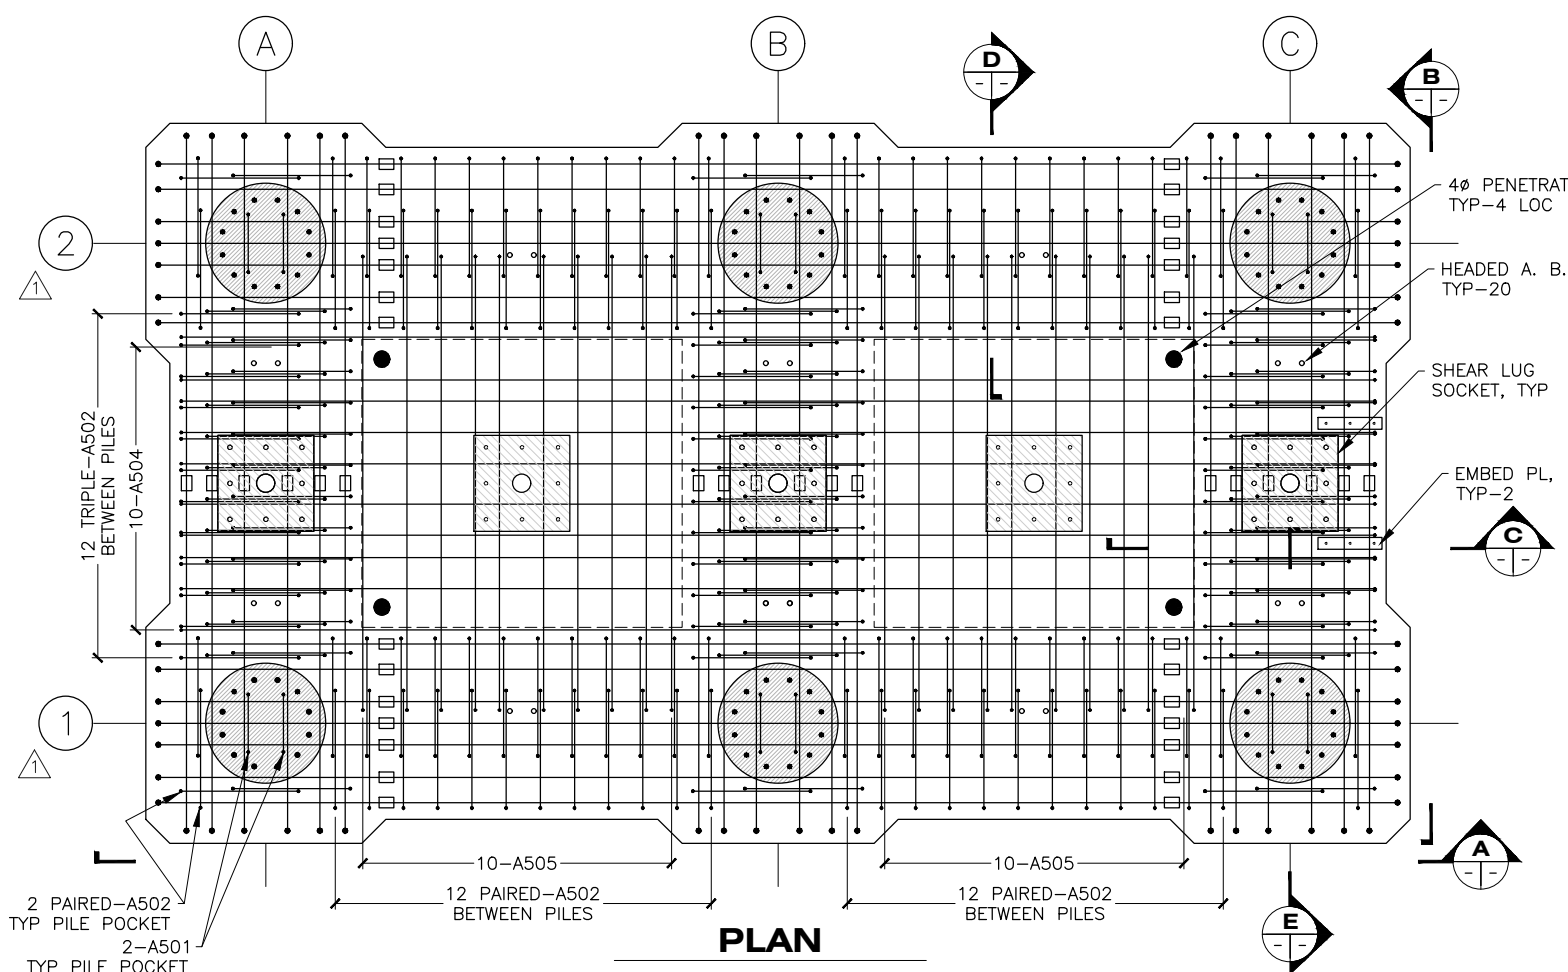 A
B
C
D
- -
B
- -
4ø PENETRAT
TYP-4 LOC
2
1
HEADED A. B.
TYP-20
SHEAR LUG
SOCKET, TYP
12 TRIPLE-A502
BETWEEN PILES
10-A504
EMBED PL,
TYP-2
C
- -
1
1
A
- -
10-A505
10-A505
12 PAIRED-A502
BETWEEN PILES
12 PAIRED-A502
BETWEEN PILES
2 PAIRED-A502
TYP PILE POCKET
2-A501
TYP PILE POCKET
E
- -
PLAN